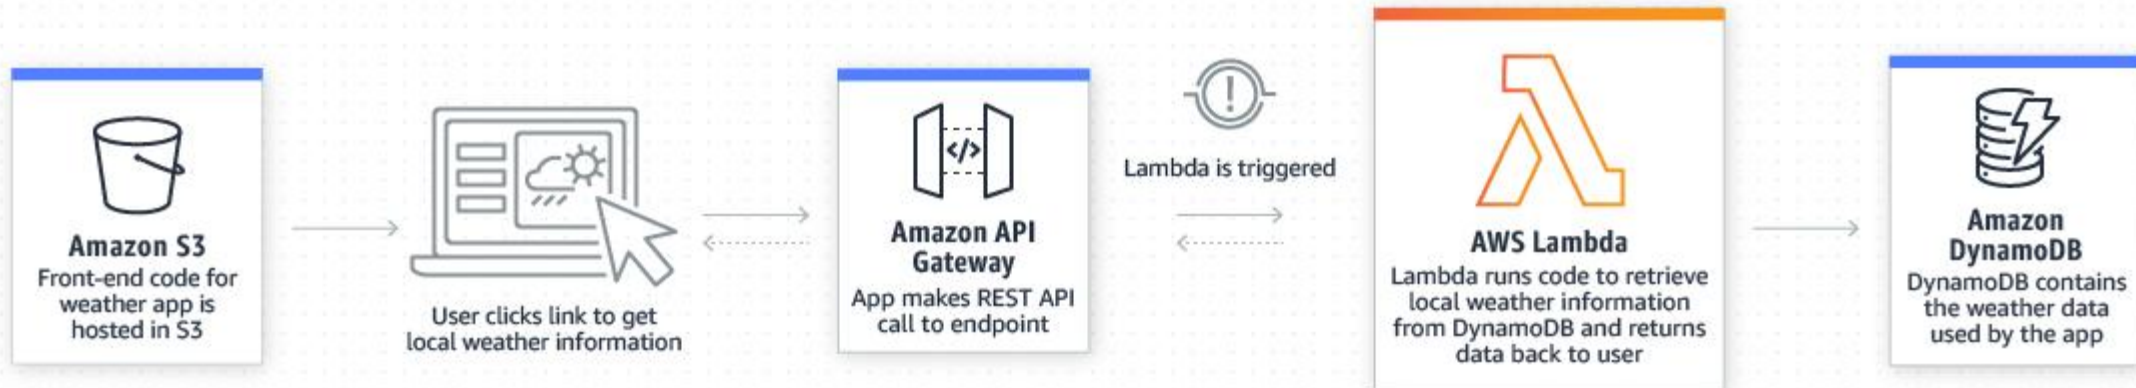 Amazon S3
Front-end code for
weather app is
hosted in S3
User clicks link to get
local weather information
</>
Amazon API
Gateway
App makes REST API
call to endpoint
!
Lambda is triggered
AWS Lambda
Lambda runs code to retrieve
local weather information
from DynamoDB and returns
data back to user
Amazon
DynamoDB
DynamoDB contains
the weather data
used by the app